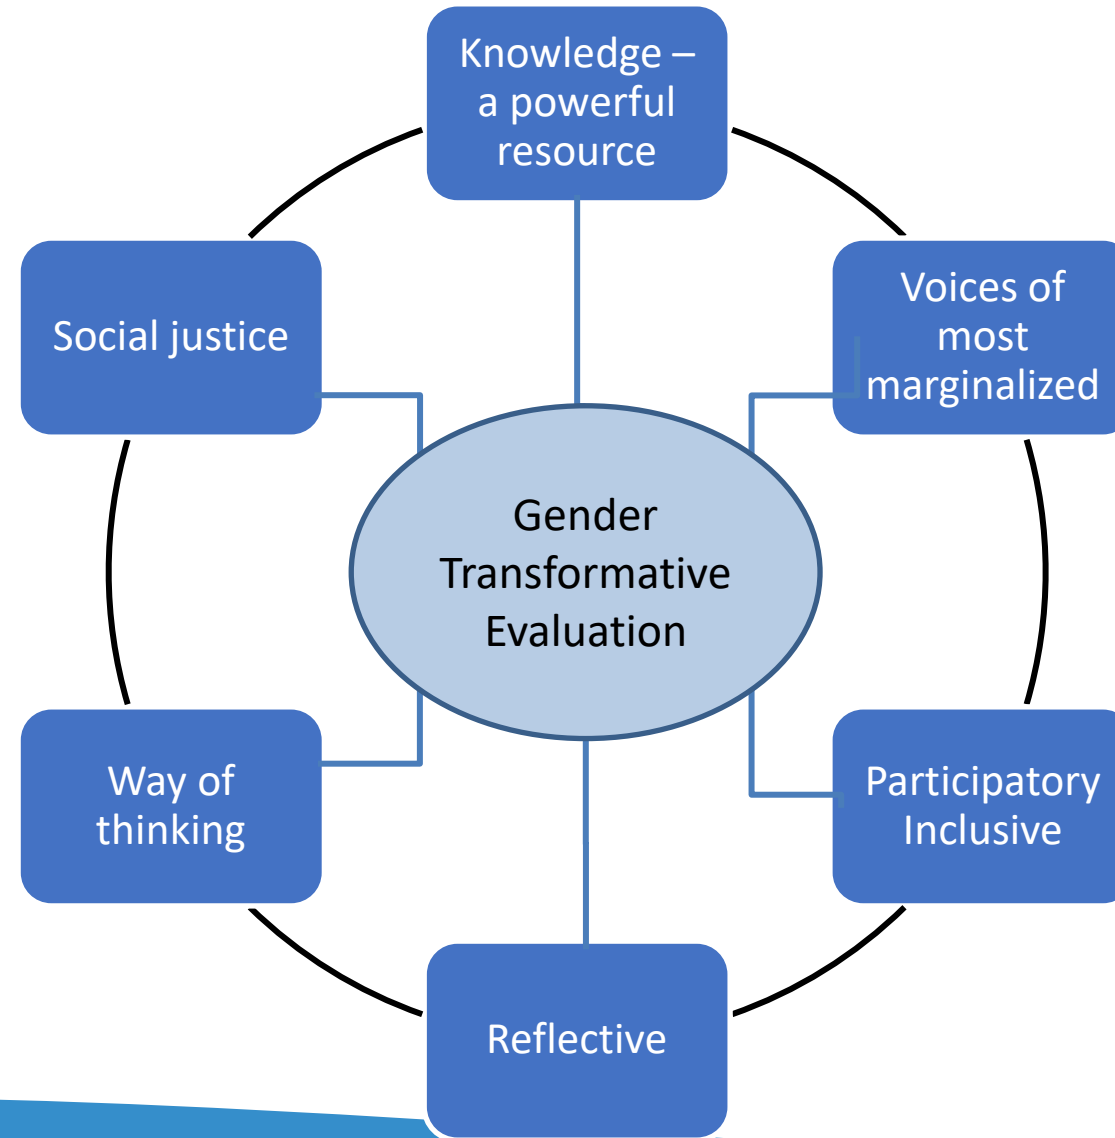 Knowledge –
a powerful
resource
Voices of
most
marginalized
Participatory
Inclusive
Reflective
Way of
thinking
Social justice
Gender
Transformative
Evaluation